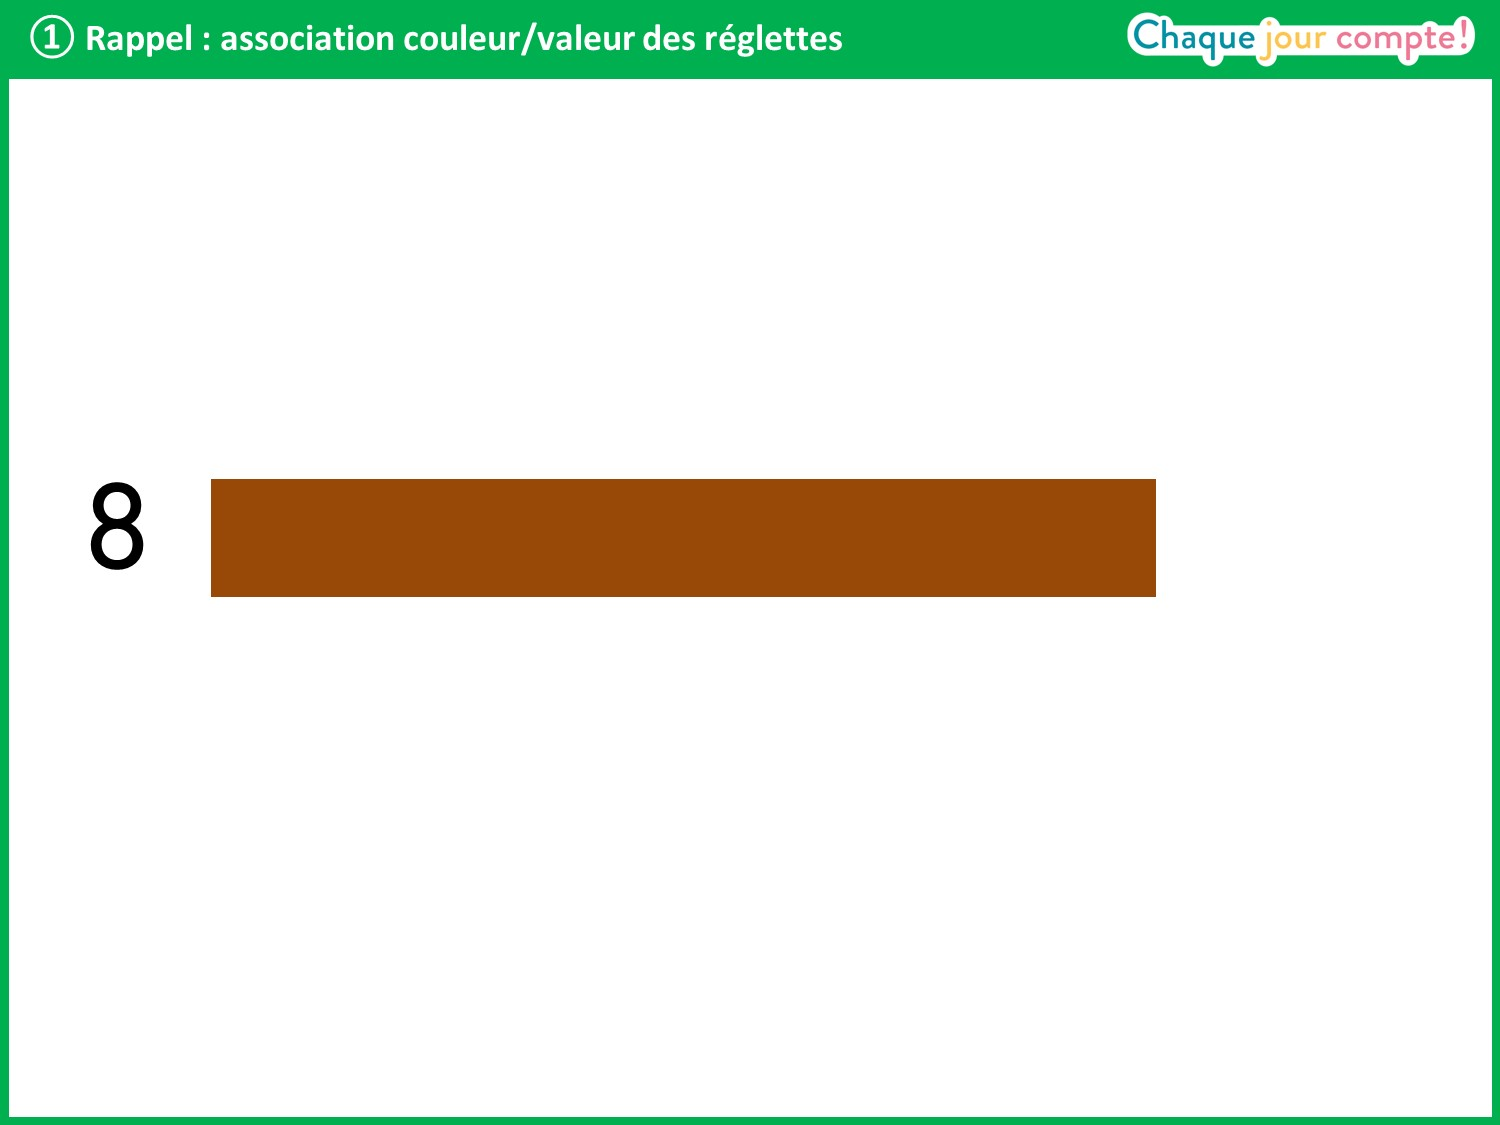 ① Rappel : association couleur/valeur des réglettes
Chaque jour compte!
8